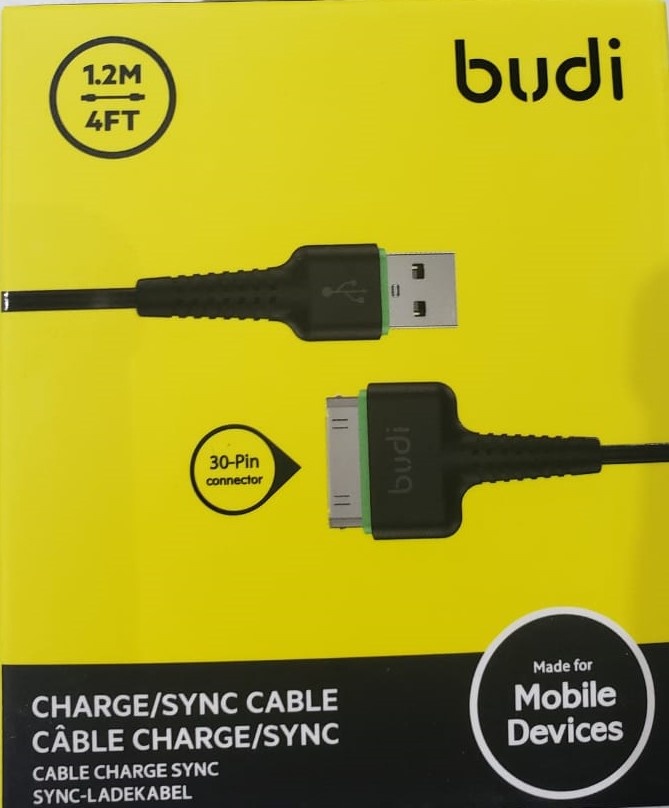 1.2M
4FT
budi
budi
30-Pin
connector
Made for
Mobile
Devices
CHARGE/SYNC CABLE
CÂBLE CHARGE/SYNC
CABLE CHARGE SYNC
SYNC-LADEKABEL